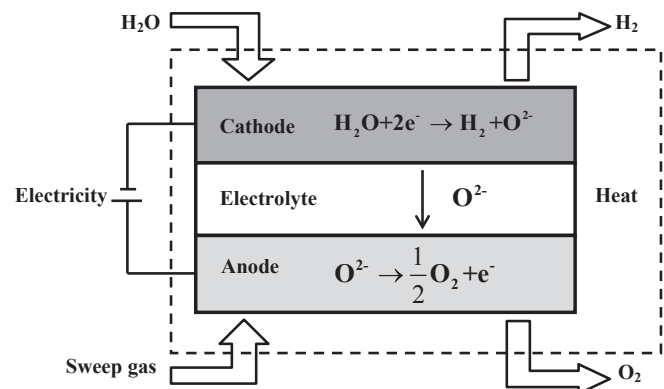 H₂O
H₂
Cathode H₂O+2e⁻ → H₂+O²⁻
Electricity
Electrolyte O²⁻
Heat
Anode O²⁻ → 1/2 O₂+e⁻
Sweep gas
O₂